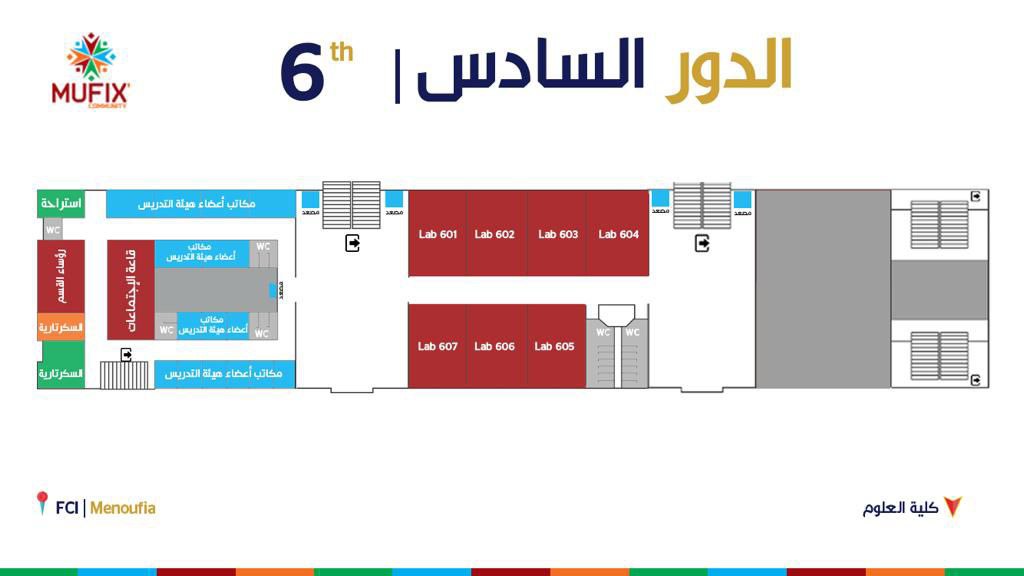 MUFIX
COMMUNITY
الدور السادس | 6th
استراحة
مكاتب أعضاء هيئة التدريس
مصعد
مصعد
مصعد
مصعد
WC
رؤساء القسم
قاعة الإجتماعات
مكاتب
أعضاء هيئة التدريس
WC
مصعد
Lab 601
Lab 602
Lab 603
Lab 604
السكرتارية
WC
مكاتب
أعضاء هيئة التدريس
WC
Lab 607
Lab 606
Lab 605
WC
WC
السكرتارية
مكاتب أعضاء هيئة التدريس
FCI | Menoufia
كلية العلوم